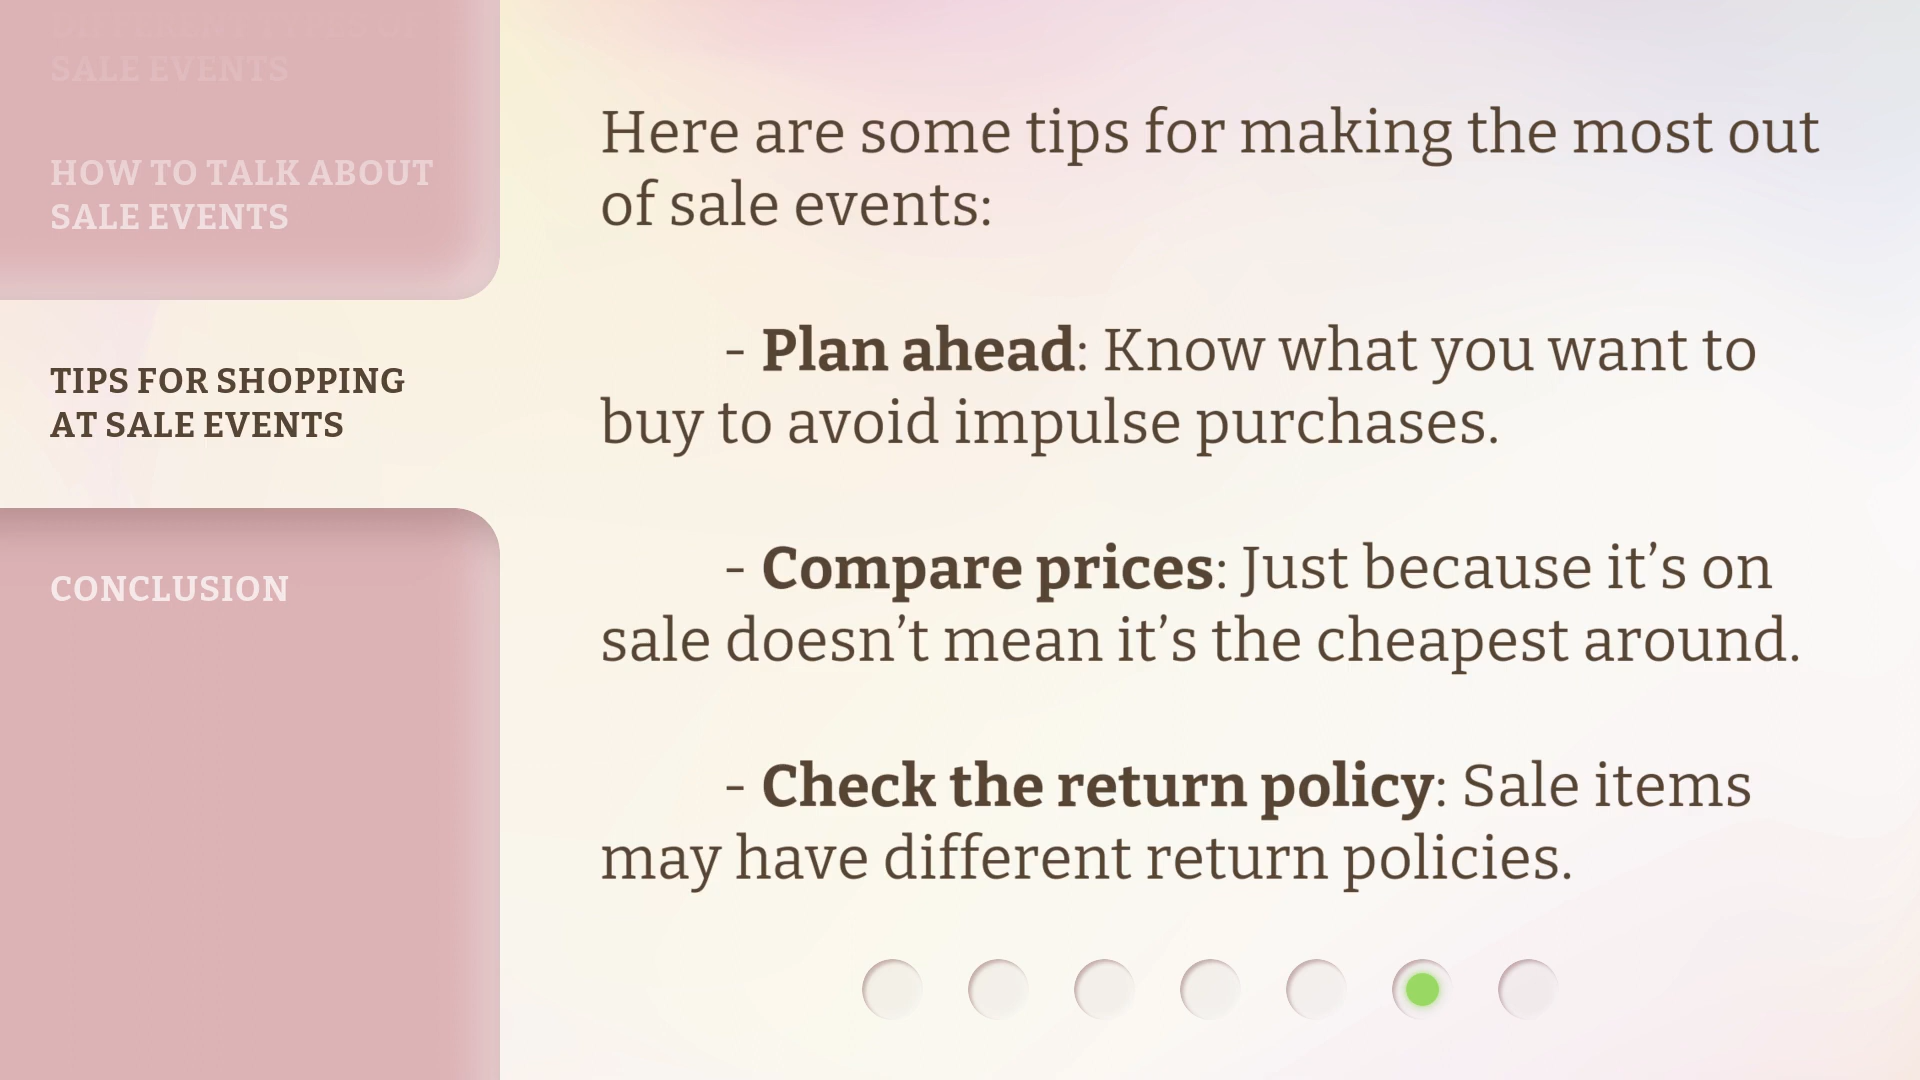 DIFFERENT TYPES OF
SALE EVENTS
HOW TO TALK ABOUT
SALE EVENTS
TIPS FOR SHOPPING
AT SALE EVENTS
CONCLUSION
Here are some tips for making the most out
of sale events:
- Plan ahead: Know what you want to
buy to avoid impulse purchases.
- Compare prices: Just because it’s on
sale doesn’t mean it’s the cheapest around.
- Check the return policy: Sale items
may have different return policies.